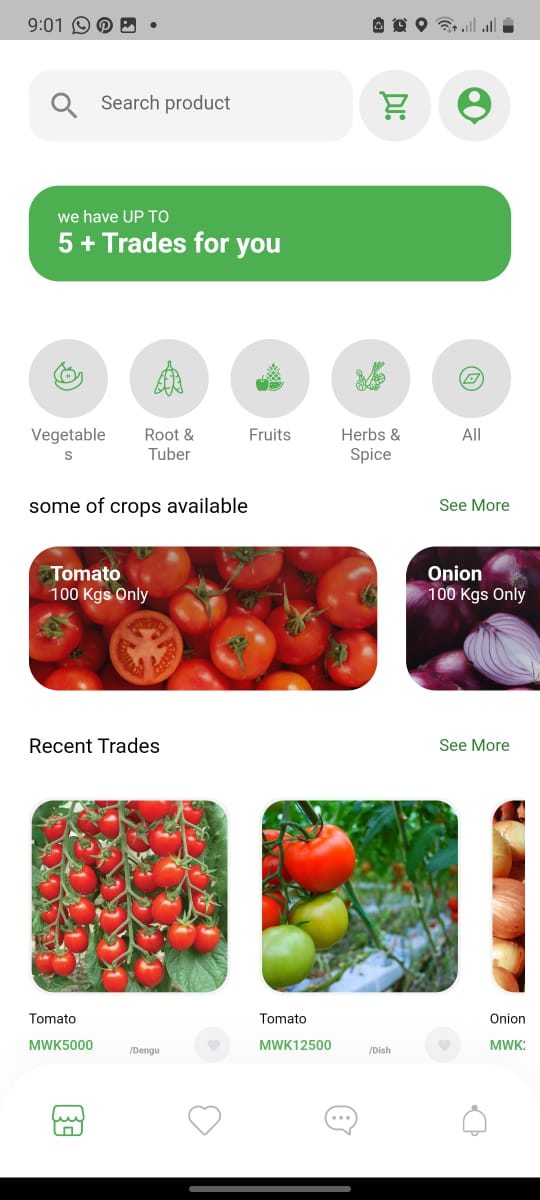 9:01
Search product
we have UP TO
5 + Trades for you
Vegetable
s
Root &
Tuber
Fruits
Herbs &
Spice
All
some of crops available
See More
Tomato
100 Kgs Only
Onion
100 Kgs Only
Recent Trades
See More
Tomato
Tomato
Onion
MWK5000
/Dengu
MWK12500
/Dish
MWK